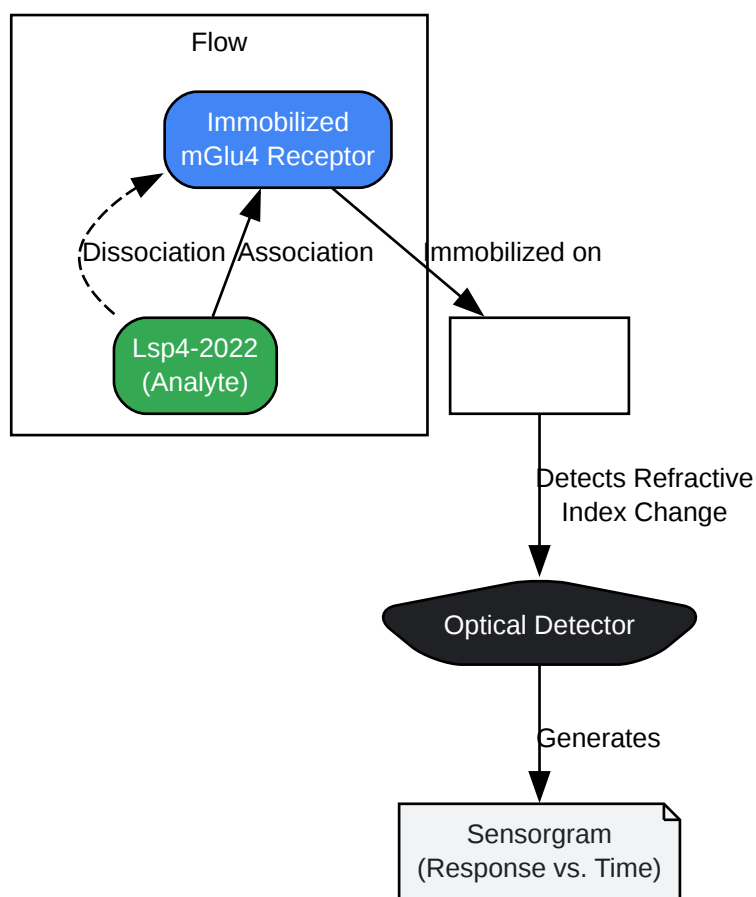 Flow
Immobilized
mGlu4 Receptor
Dissociation
Association
Immobilized on
Lsp4-2022
(Analyte)
Detects Refractive
Index Change
Optical Detector
Generates
Sensorgram
(Response vs. Time)